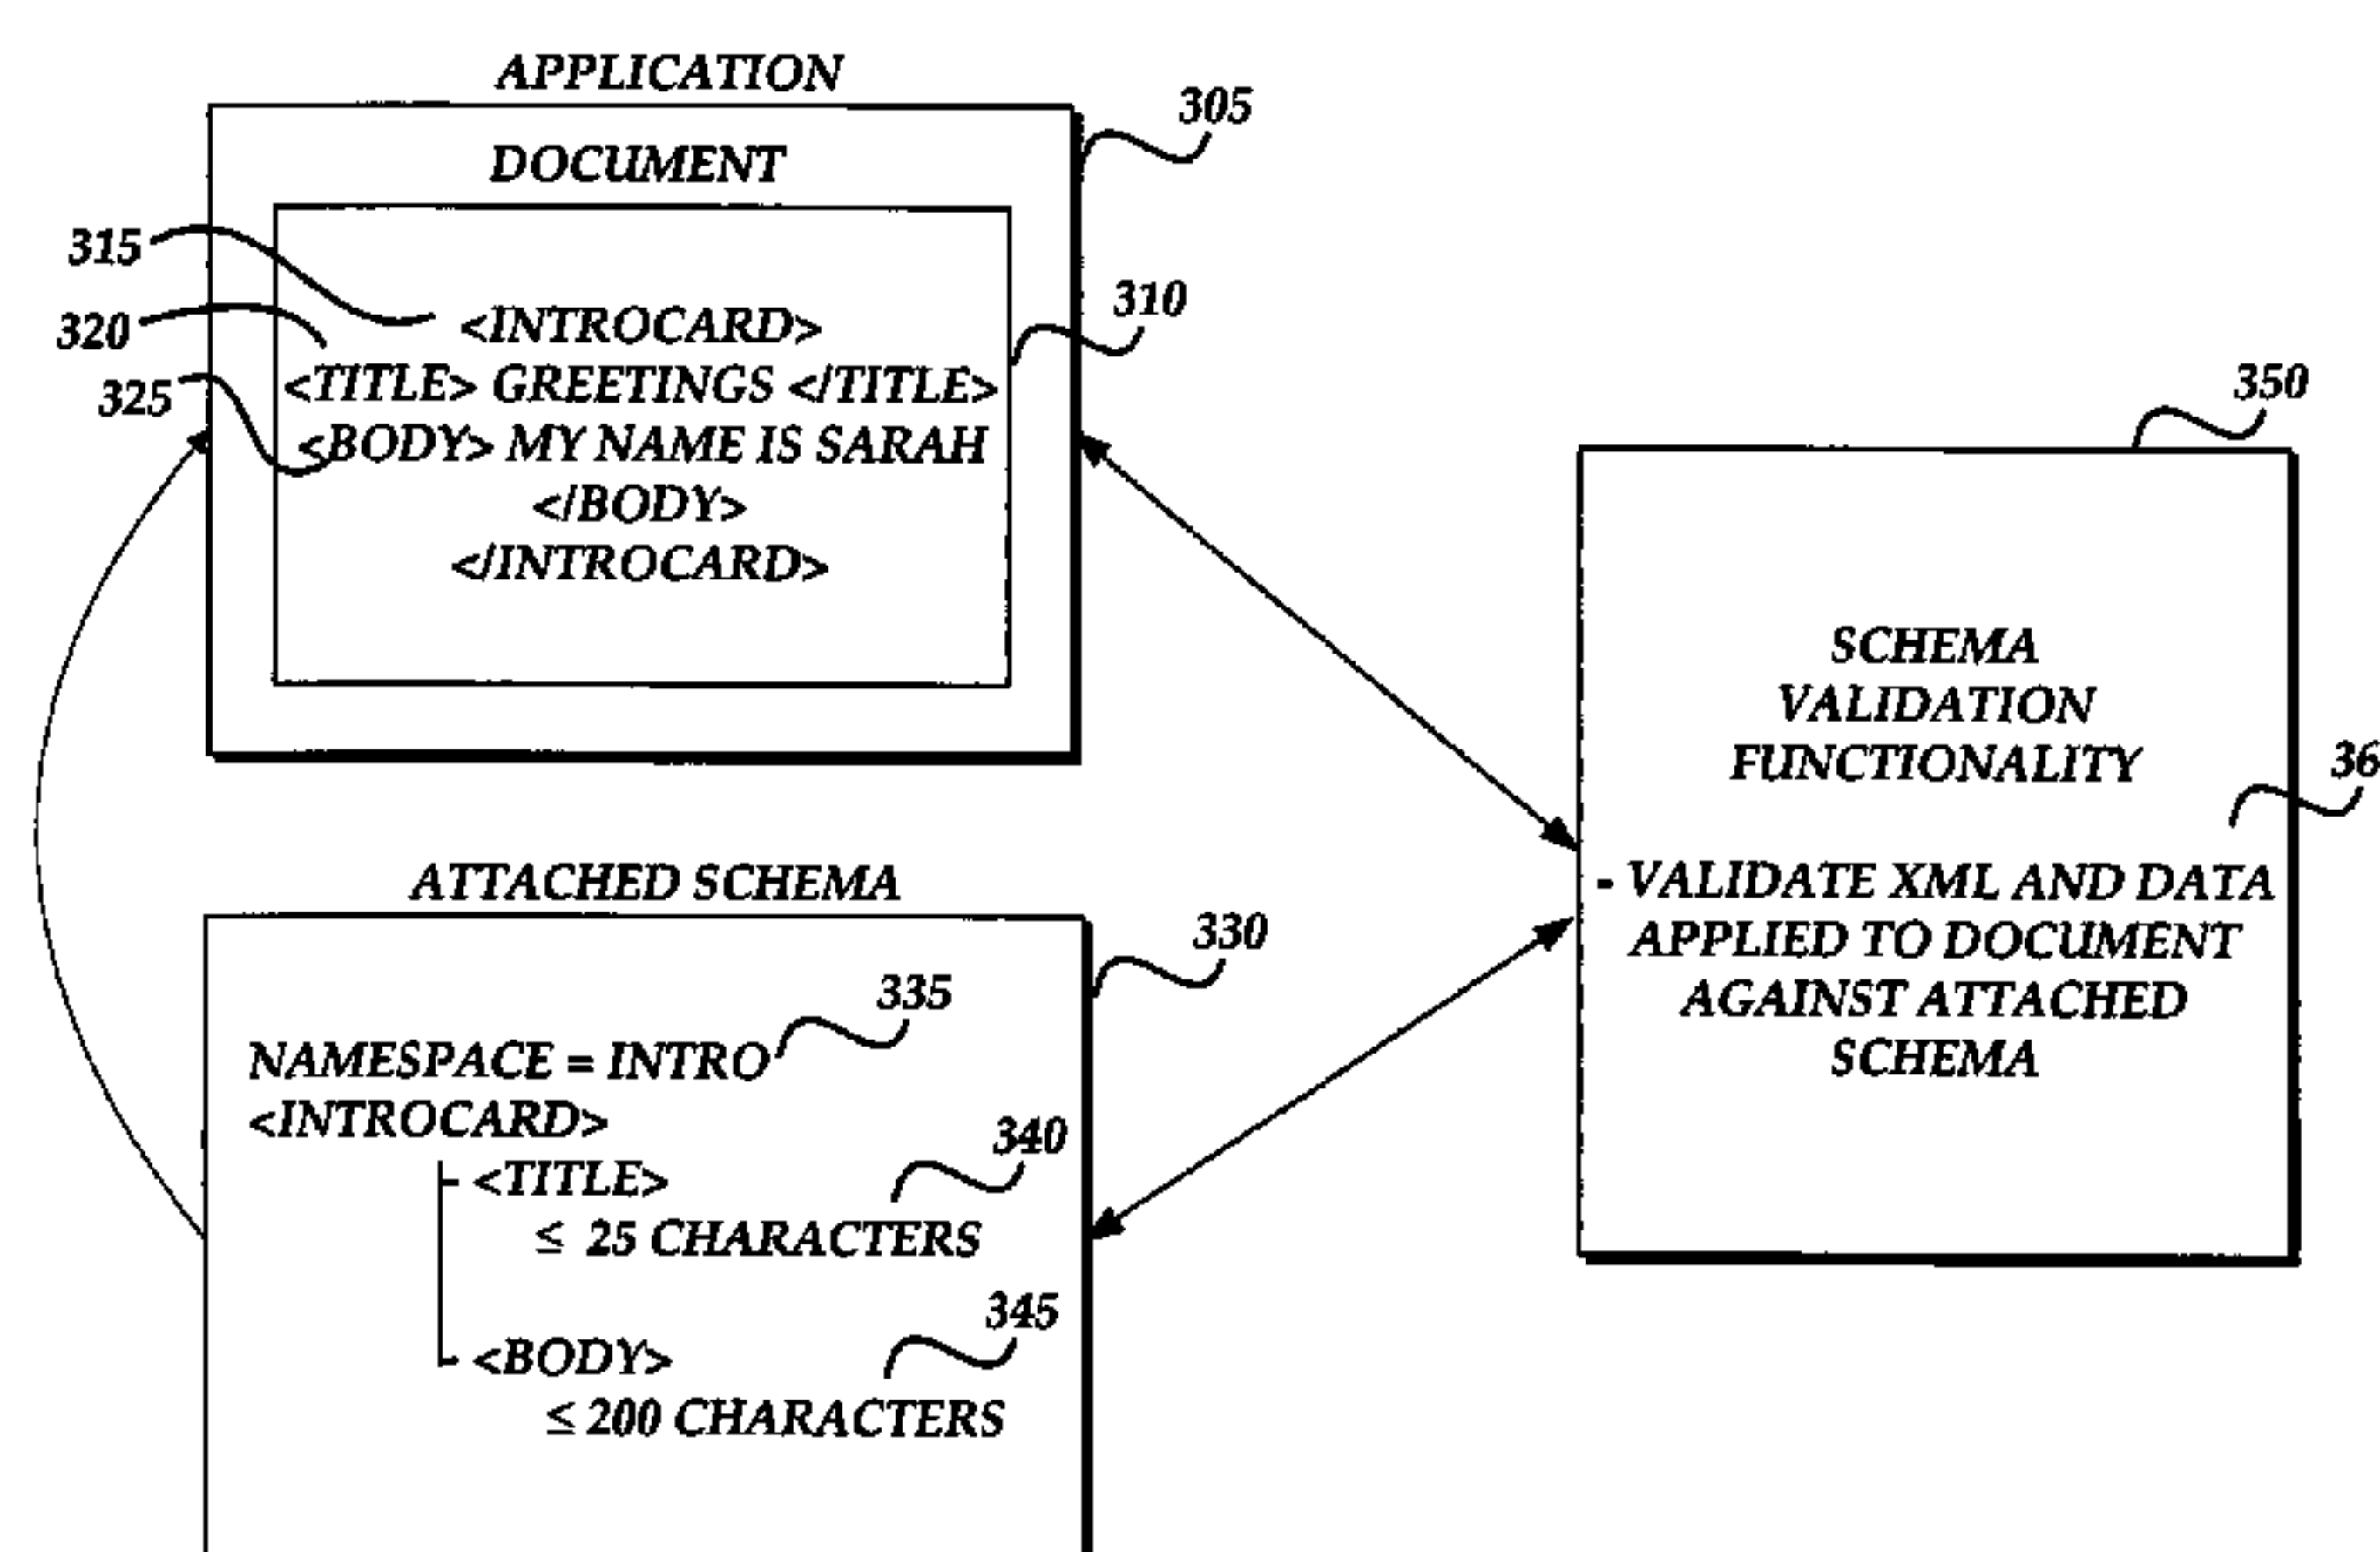 APPLICATION
305
DOCUMENT
315
<INTROCARD>
310
320
<TITLE> GREETINGS </TITLE>
325
<BODY> MY NAME IS SARAH
</BODY>
</INTROCARD>
350
SCHEMA
VALIDATION
FUNCTIONALITY
36
- VALIDATE XML AND DATA
APPLIED TO DOCUMENT
AGAINST ATTACHED
SCHEMA
ATTACHED SCHEMA
330
335
NAMESPACE = INTRO
<INTROCARD>
340
- <TITLE>
≤ 25 CHARACTERS
345
- <BODY>
≤ 200 CHARACTERS